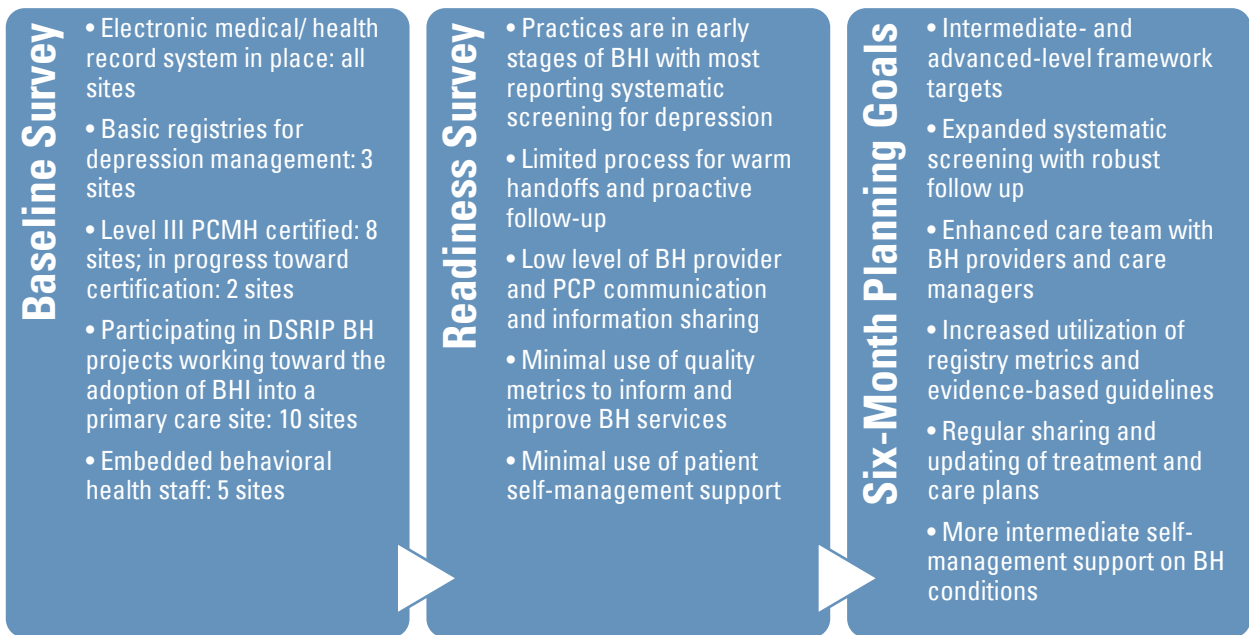 Baseline Survey
• Electronic medical/ health
record system in place: all
sites
• Basic registries for
depression management: 3
sites
• Level III PCMH certified: 8
sites; in progress toward
certification: 2 sites
• Participating in DSRIP BH
projects working toward the
adoption of BHI into a
primary care site: 10 sites
• Embedded behavioral
health staff: 5 sites
Readiness Survey
• Practices are in early
stages of BHI with most
reporting systematic
screening for depression
• Limited process for warm
handoffs and proactive
follow-up
• Low level of BH provider
and PCP communication
and information sharing
• Minimal use of quality
metrics to inform and
improve BH services
• Minimal use of patient
self-management support
Six-Month Planning Goals
• Intermediate- and
advanced-level framework
targets
• Expanded systematic
screening with robust
follow up
• Enhanced care team with
BH providers and care
managers
• Increased utilization of
registry metrics and
evidence-based guidelines
• Regular sharing and
updating of treatment and
care plans
• More intermediate self-
management support on BH
conditions